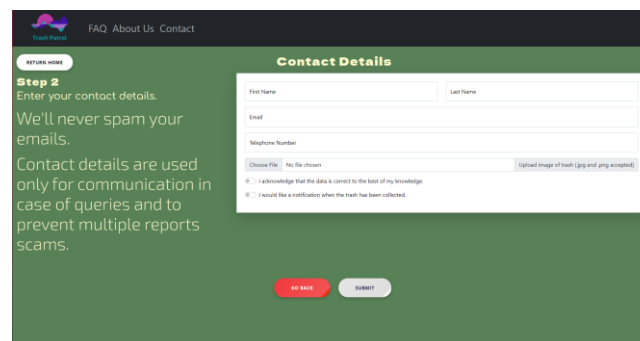 Trash Patrol
FAQ About Us Contact
RETURN HOME
Contact Details
Step 2
Enter your contact details.
We'll never spam your
emails.
Contact details are used
only for communication in
case of queries and to
prevent multiple reports
scams.
First Name
Last Name
Email
Telephone Number
Choose File No file chosen Upload image of trash (.jpg and .png accepted)
I acknowledge that the data is correct to the best of my knowledge.
I would like a notification when the trash has been collected.
GO BACK
SUBMIT